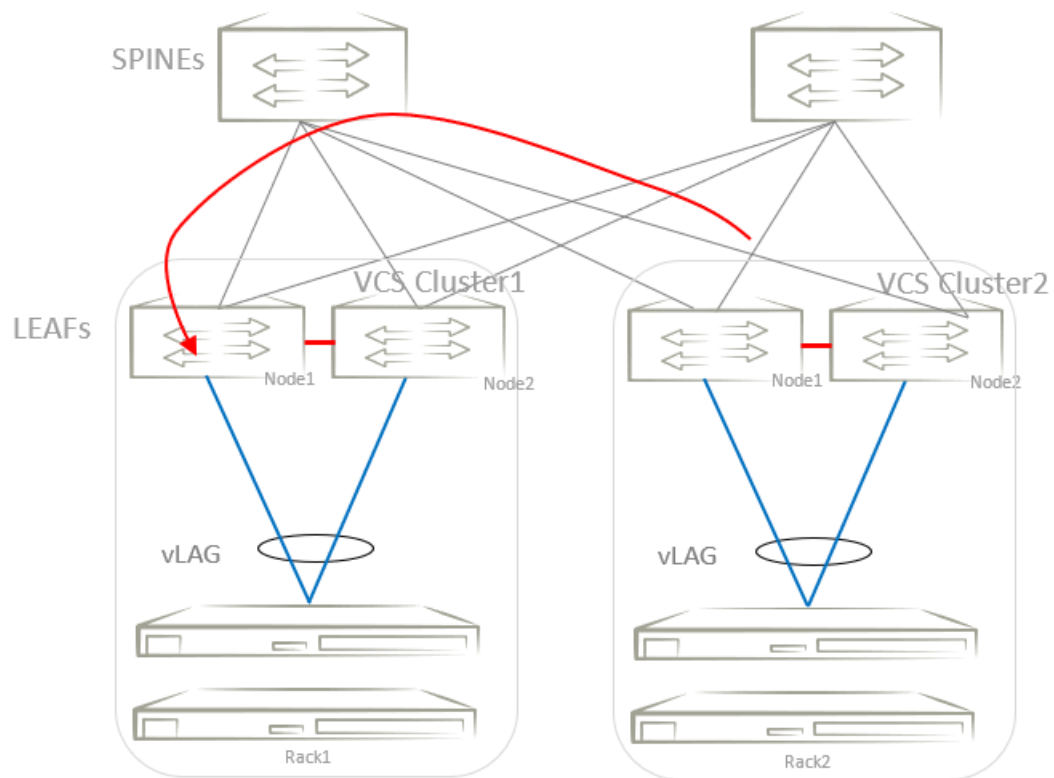 SPINEs
VCS Cluster1
VCS Cluster2
LEAFs
Node1
Node2
Node1
Node2
vLAG
vLAG
Rack1
Rack2